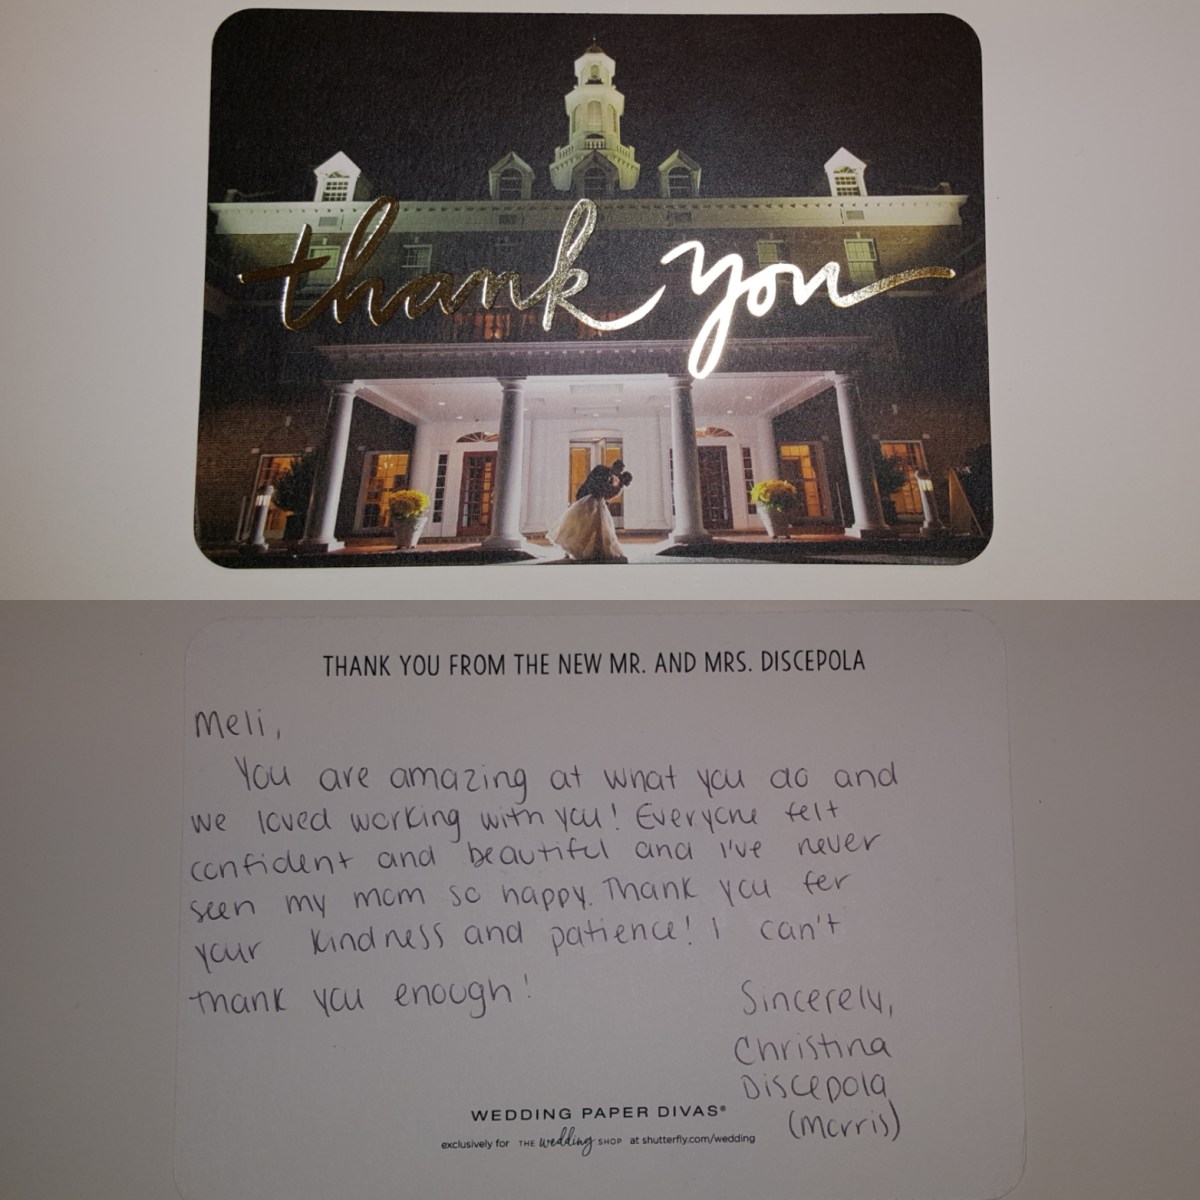 thank you
THANK YOU FROM THE NEW MR. AND MRS. DISCEPOLA
Meli,
You are amazing at what you do and
we loved working with you! Everyone felt
confident and beautiful and I've never
seen my mom so happy. Thank you for
your kindness and patience! I can't
thank you enough!
Sincerely,
Christina
Discepola
(Morris)
WEDDING PAPER DIVAS®
exclusively for THE wedding SHOP at shutterfly.com/wedding